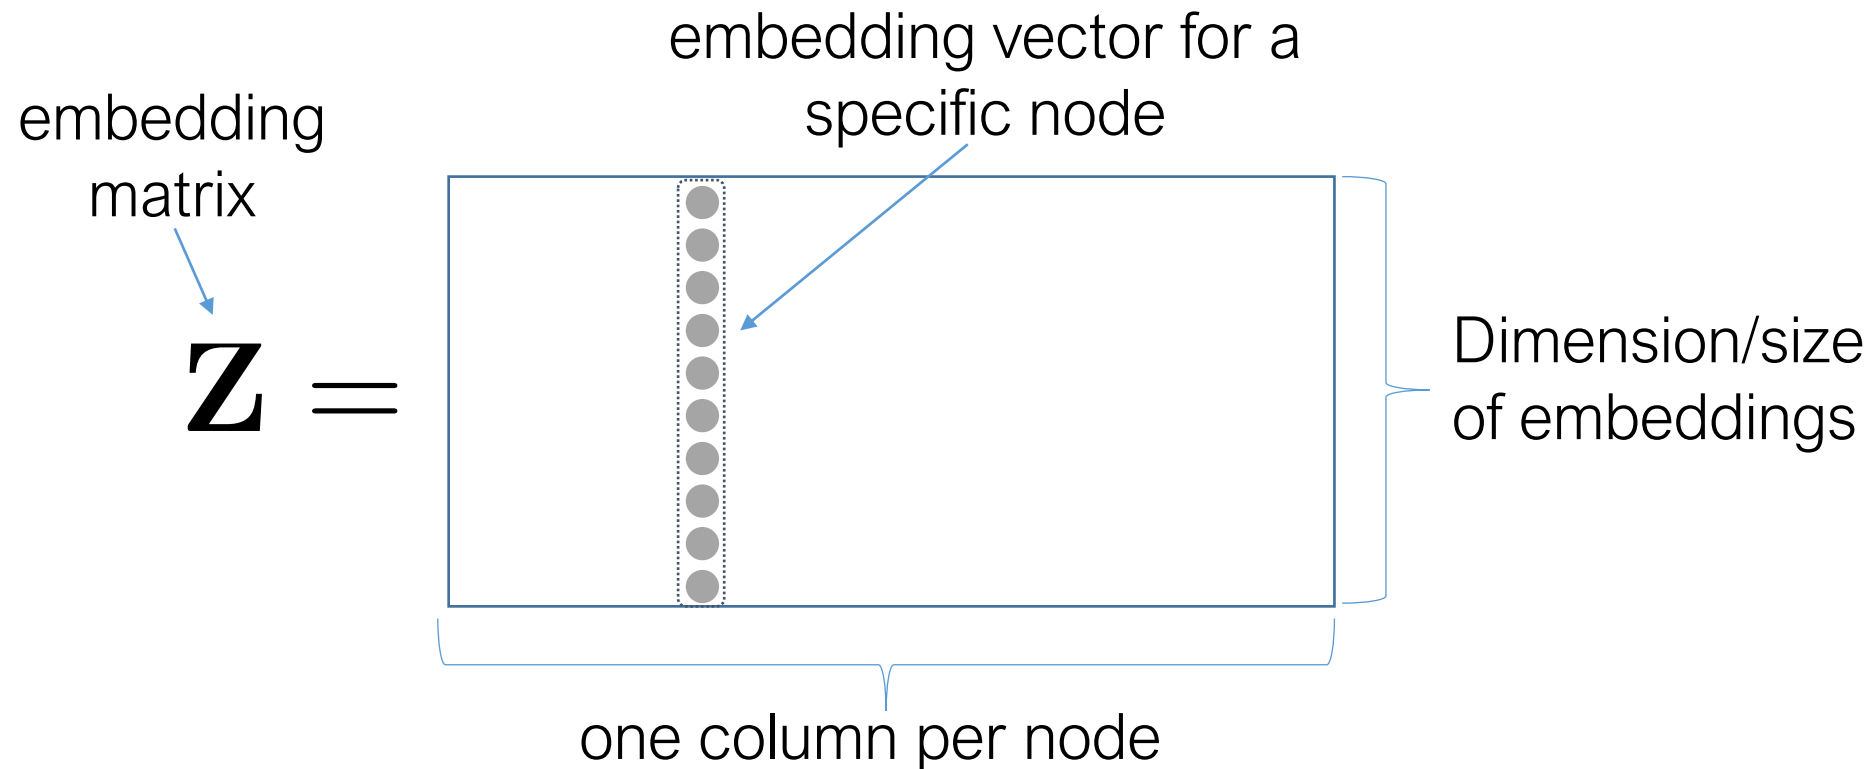 embedding vector for a
specific node
embedding
matrix
Z =
Dimension/size
of embeddings
one column per node